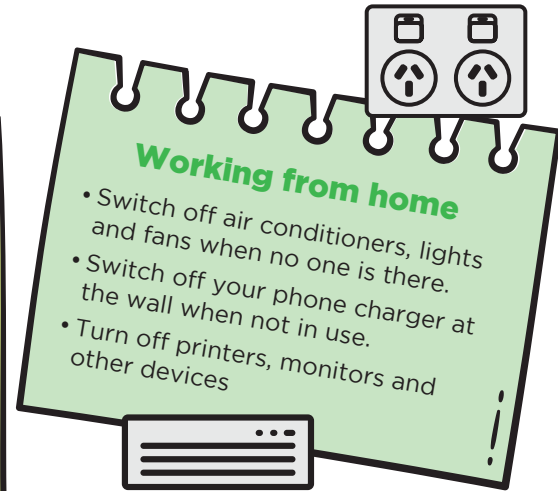 Working from home
• Switch off air conditioners, lights
and fans when no one is there.
• Switch off your phone charger at
the wall when not in use.
• Turn off printers, monitors and
other devices